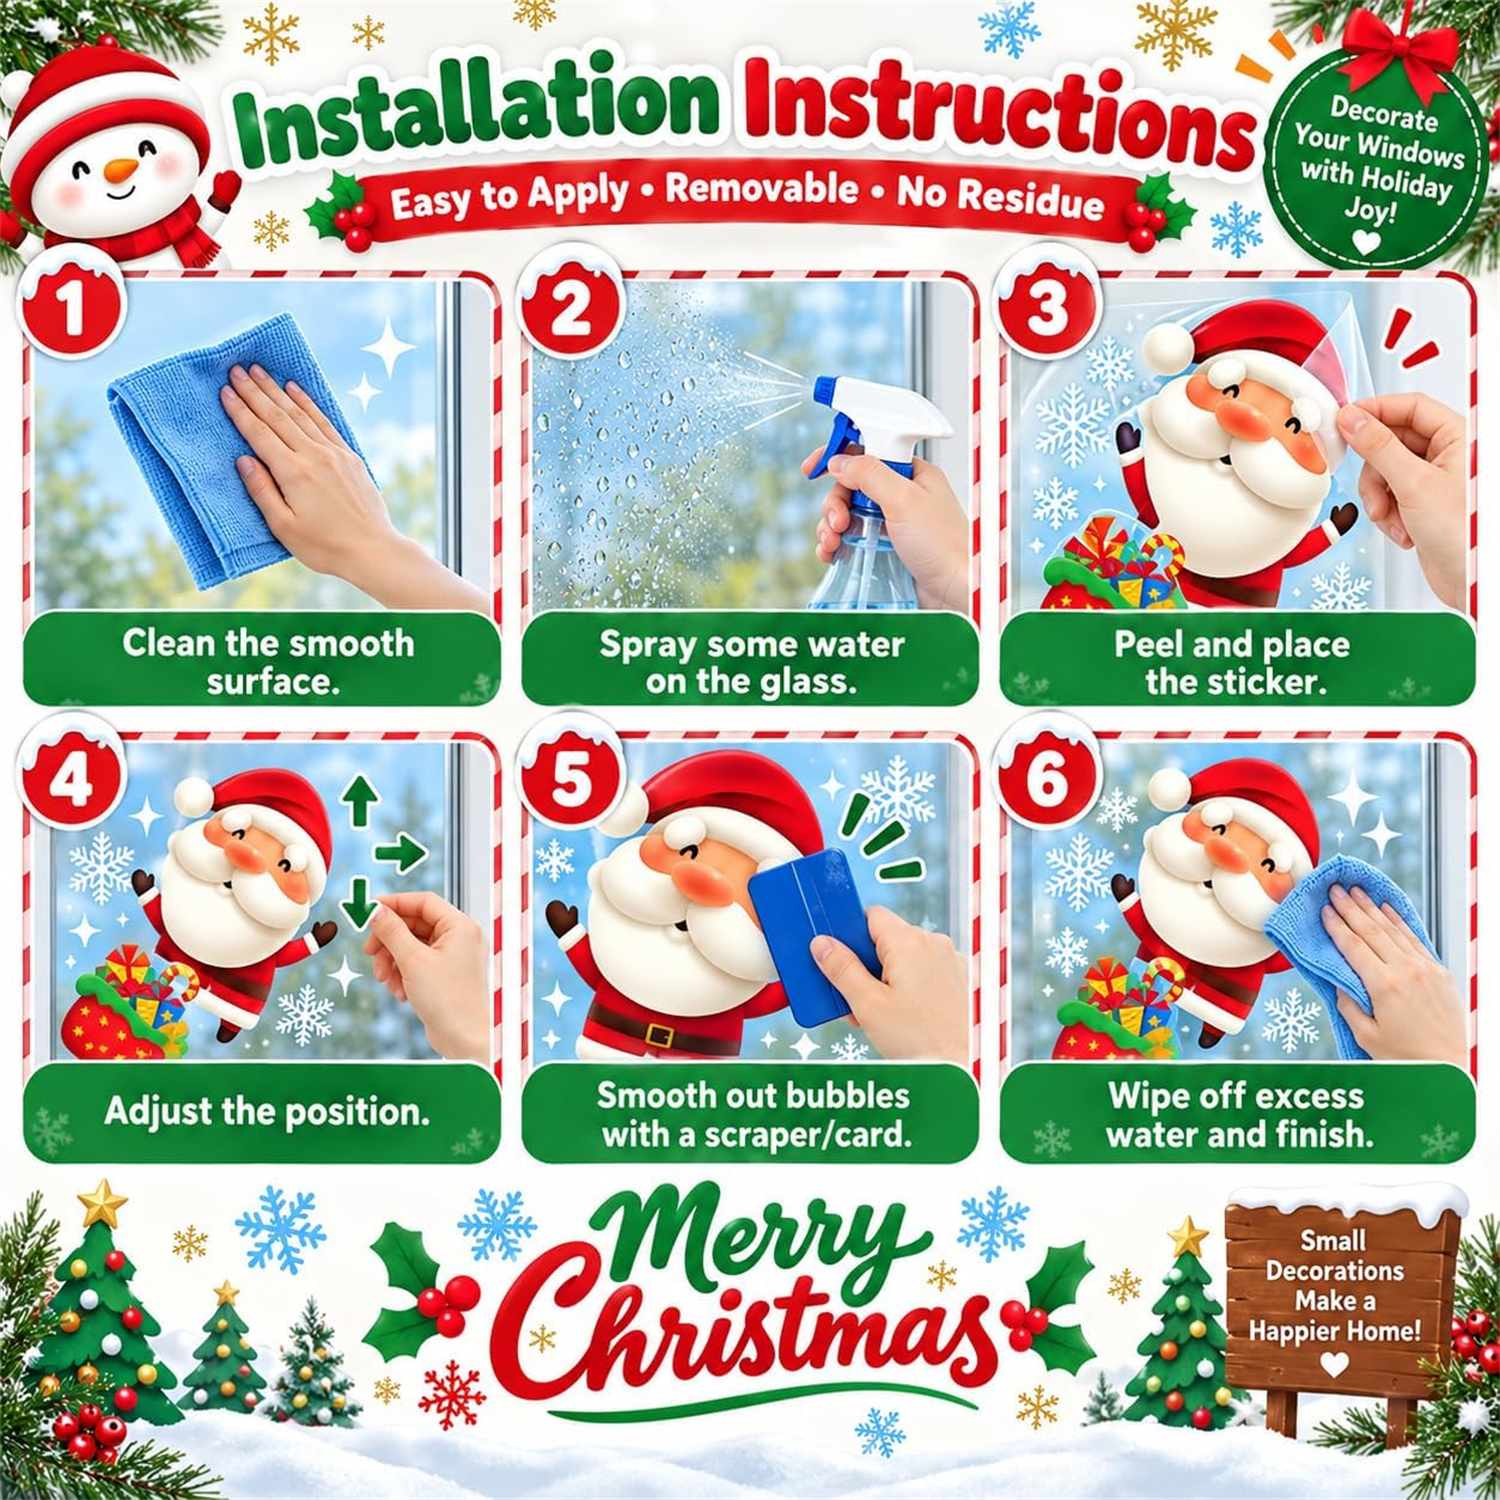 Installation Instructions
Easy to Apply • Removable • No Residue
Decorate
Your Windows
with Holiday
Joy!
1
Clean the smooth
surface.
2
Spray some water
on the glass.
3
Peel and place
the sticker.
4
Adjust the position.
5
Smooth out bubbles
with a scraper/card.
6
Wipe off excess
water and finish.
Merry
Christmas
Small
Decorations
Make a
Happier Home!